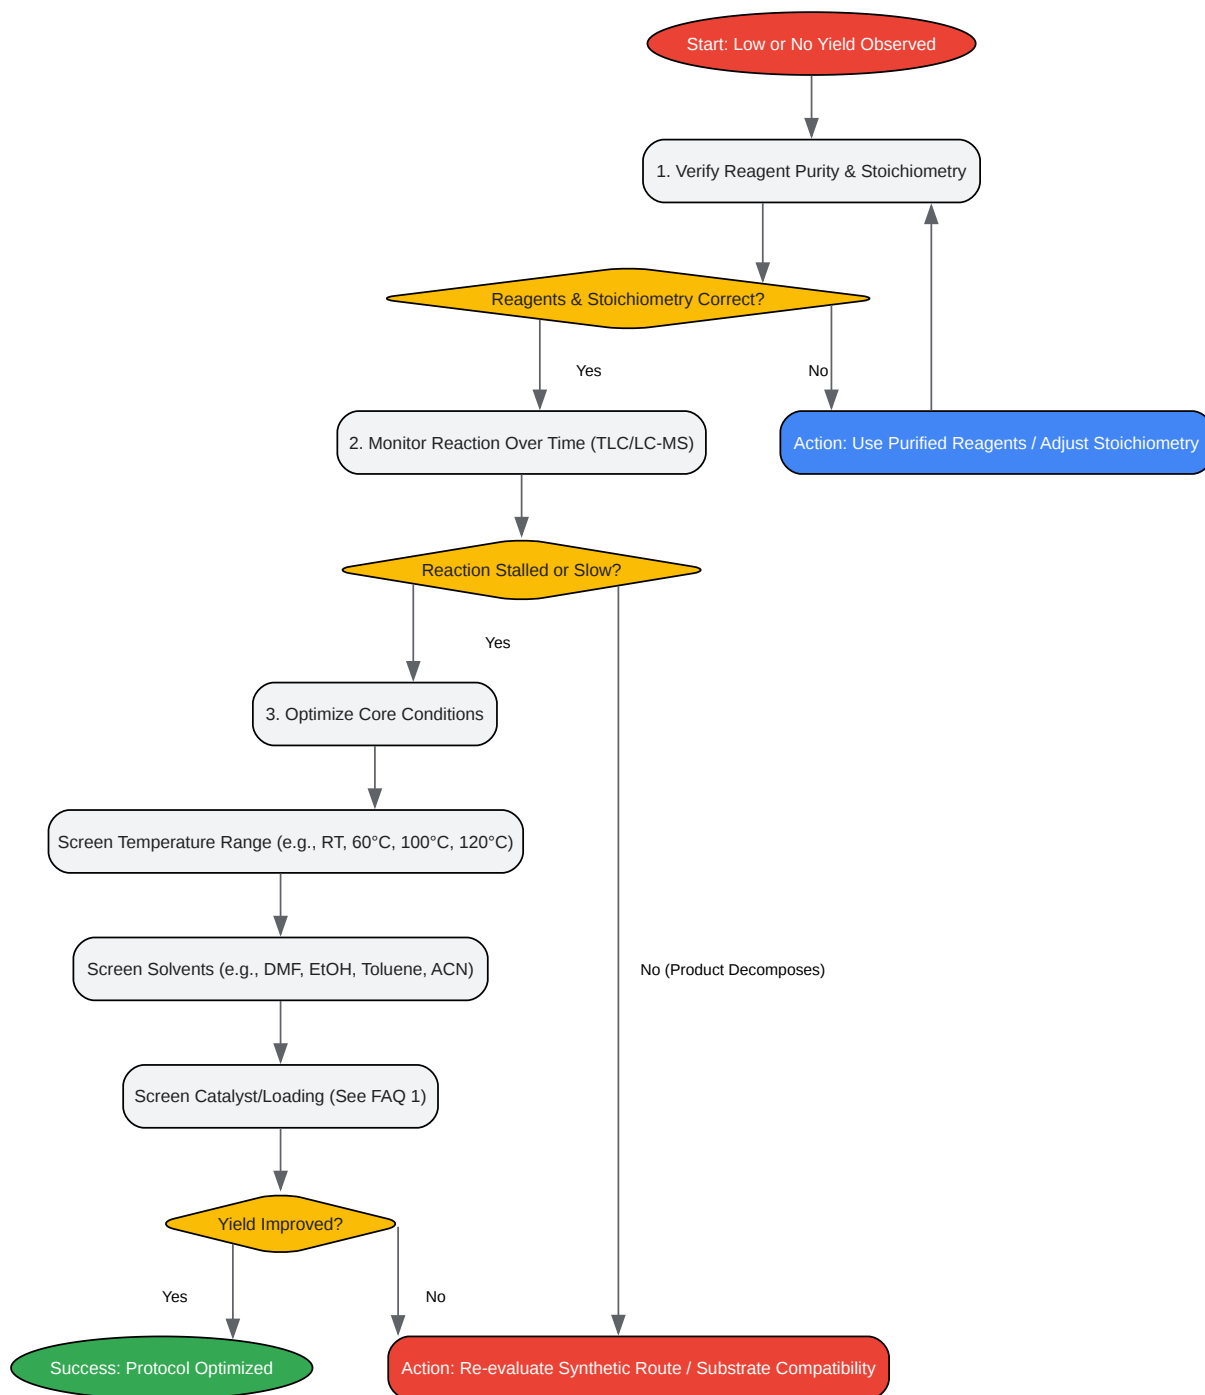 Start: Low or No Yield Observed
1. Verify Reagent Purity & Stoichiometry
Reagents & Stoichiometry Correct?
Yes
No
2. Monitor Reaction Over Time (TLC/LC-MS)
Action: Use Purified Reagents / Adjust Stoichiometry
Reaction Stalled or Slow?
Yes
3. Optimize Core Conditions
Screen Temperature Range (e.g., RT, 60°C, 100°C, 120°C)
Screen Solvents (e.g., DMF, EtOH, Toluene, ACN)
No (Product Decomposes)
Screen Catalyst/Loading (See FAQ 1)
Yield Improved?
Yes
No
Success: Protocol Optimized
Action: Re-evaluate Synthetic Route / Substrate Compatibility